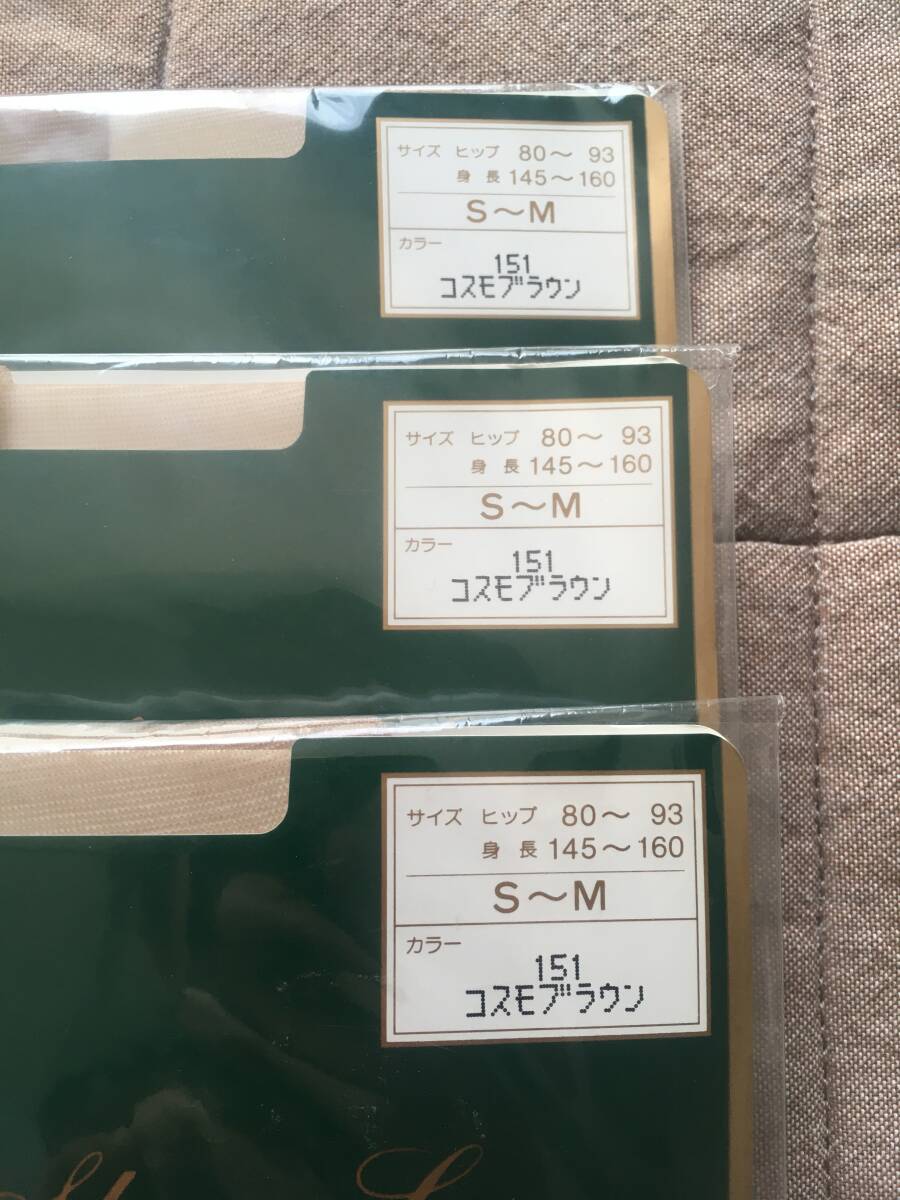 サイズ ヒップ 80〜 93
身 長 145〜160
S〜M
カラー
151
コスモブラウン
サイズ ヒップ 80〜 93
身 長 145〜160
S〜M
カラー
151
コスモブラウン
サイズ ヒップ 80〜 93
身 長 145〜160
S〜M
カラー
151
コスモブラウン